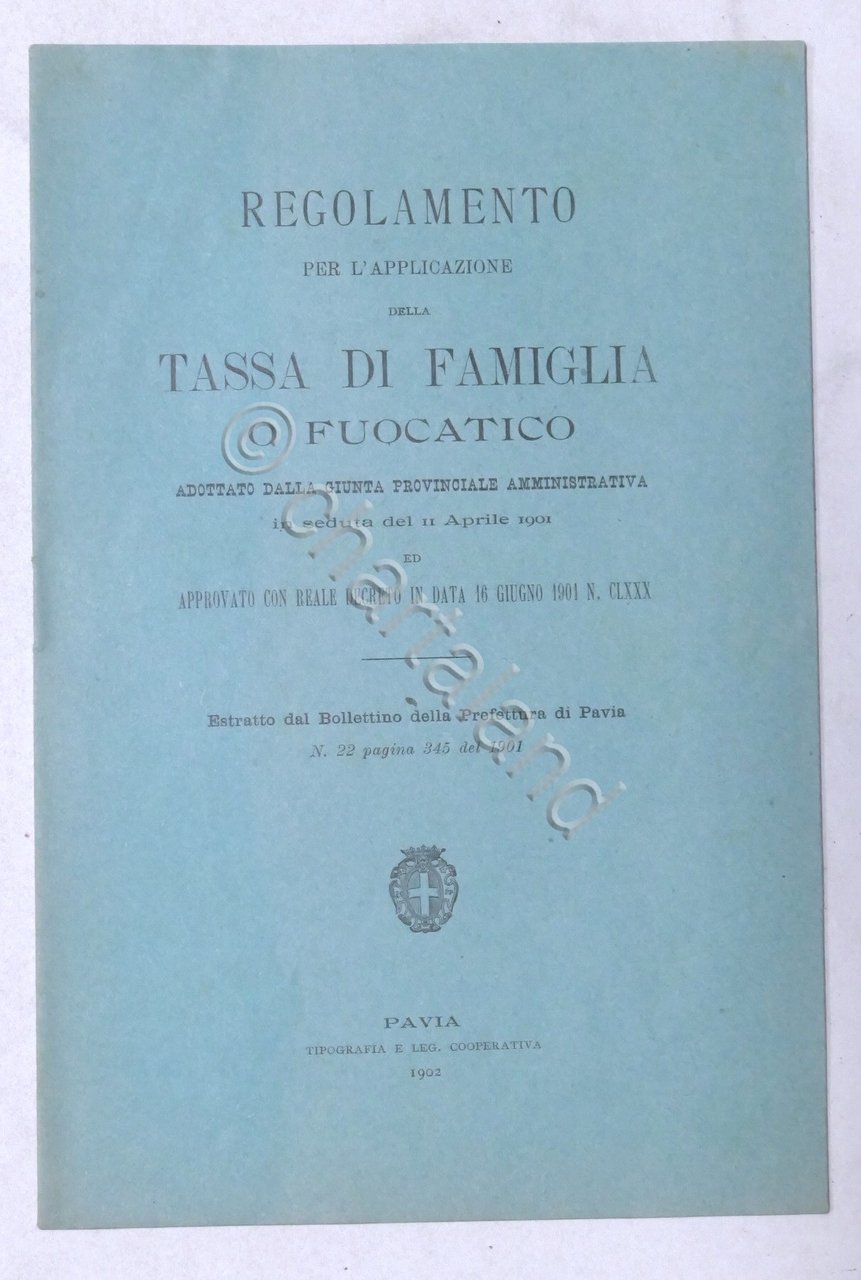 REGOLAMENTO
PER L'APPLICAZIONE
DELLA
TASSA DI FAMIGLIA
O FUOCATICO
ADOTTATO DALLA GIUNTA PROVINCIALE AMMINISTRATIVA
in seduta del 11 Aprile 1901
ED
APPROVATO CON REALE DECRETO IN DATA 16 GIUGNO 1901 N. CLXXX
Estratto dal Bollettino della Prefettura di Pavia
N. 22 pagina 345 del 1901
PAVIA
TIPOGRAFIA E LEG. COOPERATIVA
1902
© chartaland